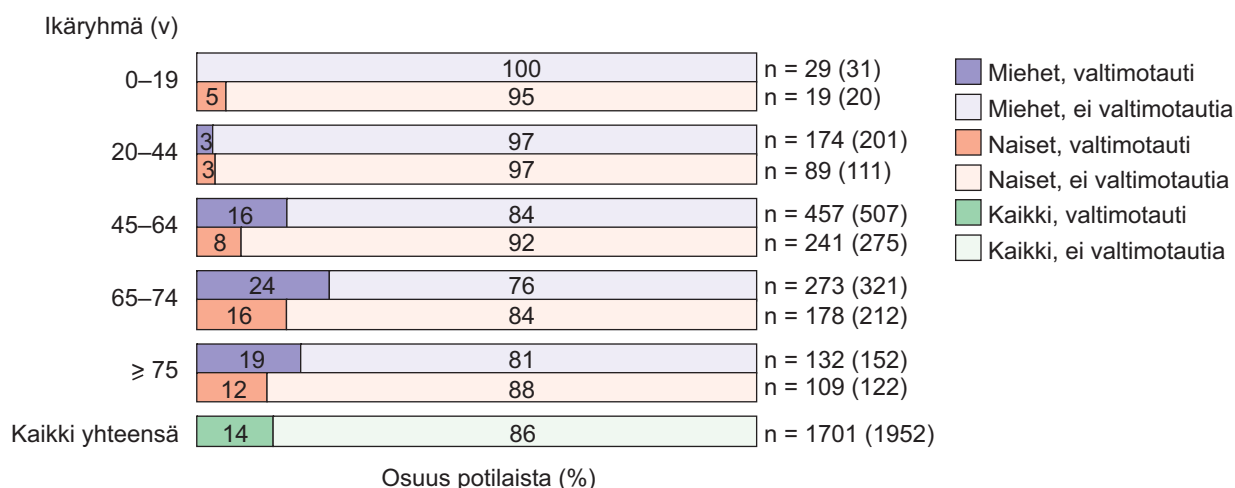 Ikäryhmä (v)
0–19
100
n = 29 (31)
5
95
n = 19 (20)
20–44
3
97
n = 174 (201)
3
97
n = 89 (111)
45–64
16
84
n = 457 (507)
8
92
n = 241 (275)
65–74
24
76
n = 273 (321)
16
84
n = 178 (212)
⩾ 75
19
81
n = 132 (152)
12
88
n = 109 (122)
Kaikki yhteensä
14
86
n = 1701 (1952)
Osuus potilaista (%)
Miehet, valtimotauti
Miehet, ei valtimotautia
Naiset, valtimotauti
Naiset, ei valtimotautia
Kaikki, valtimotauti
Kaikki, ei valtimotautia